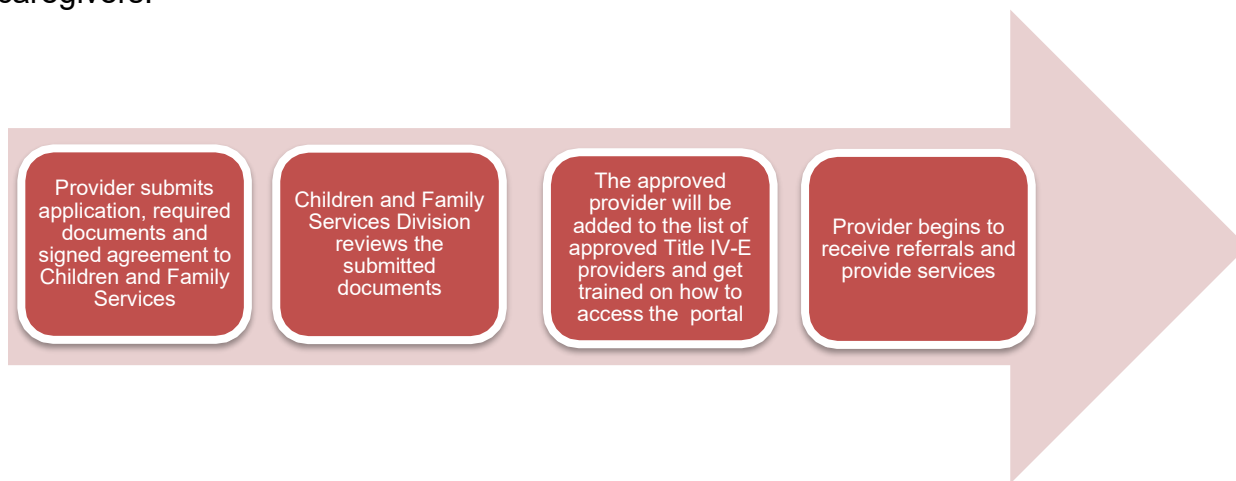 caregivers.
Provider submits
application, required
documents and
signed agreement to
Children and Family
Services
Children and Family
Services Division
reviews the
submitted
documents
The approved
provider will be
added to the list of
approved Title IV-E
providers and get
trained on how to
access the  portal
Provider begins to
receive referrals and
provide services